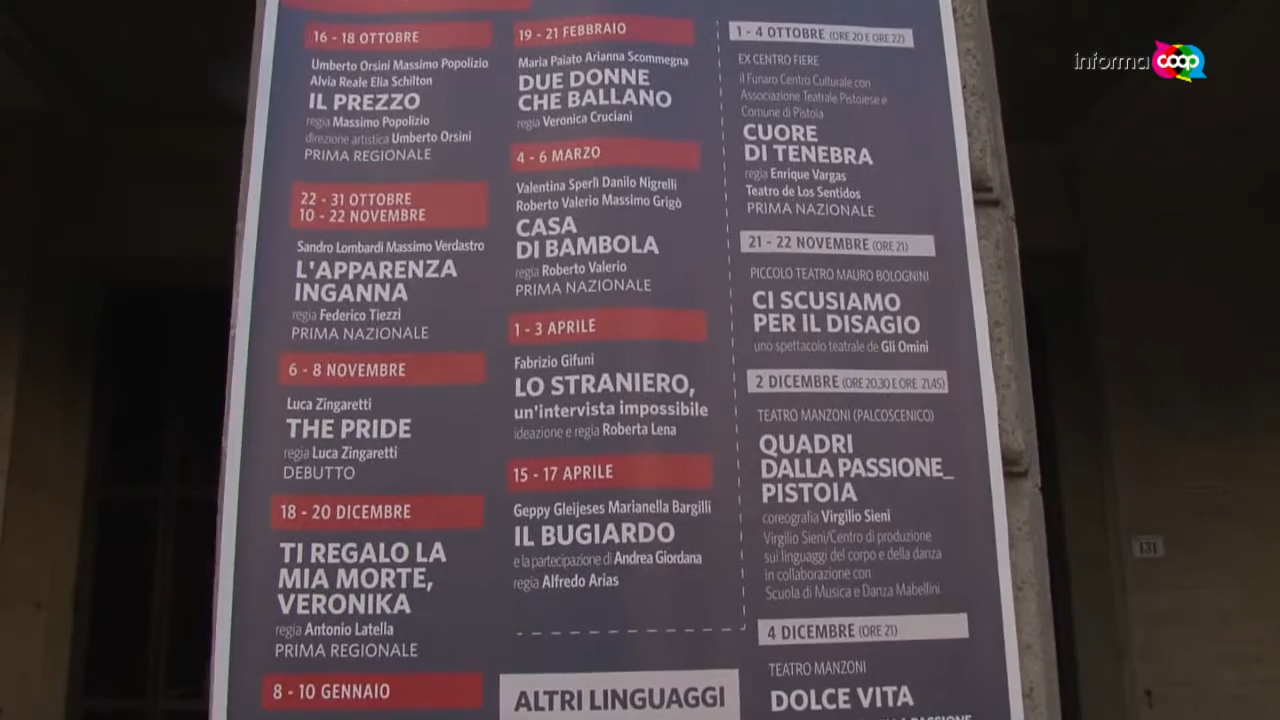 16 - 18 OTTOBRE
Umberto Orsini Massimo Popolizio
Alvia Reale Elia Schilton
IL PREZZO
regia Massimo Popolizio
direzione artistica Umberto Orsini
PRIMA REGIONALE
22 - 31 OTTOBRE
10 - 22 NOVEMBRE
Sandro Lombardi Massimo Verdastro
L'APPARENZA
INGANNA
regia Federico Tiezzi
PRIMA NAZIONALE
6 - 8 NOVEMBRE
Luca Zingaretti
THE PRIDE
regia Luca Zingaretti
DEBUTTO
18 - 20 DICEMBRE
TI REGALO LA
MIA MORTE,
VERONIKA
regia Antonio Latella
PRIMA REGIONALE
8 - 10 GENNAIO
19 - 21 FEBBRAIO
Maria Paiato Arianna Scommegna
DUE DONNE
CHE BALLANO
regia Veronica Cruciani
4 - 6 MARZO
Valentina Sperlì Danilo Nigrelli
Roberto Valerio Massimo Grigò
CASA
DI BAMBOLA
regia Roberto Valerio
PRIMA NAZIONALE
1 - 3 APRILE
Fabrizio Gifuni
LO STRANIERO,
un'intervista impossibile
ideazione e regia Roberta Lena
15 - 17 APRILE
Geppy Gleijeses Marianella Bargilli
IL BUGIARDO
e la partecipazione di Andrea Giordana
regia Alfredo Arias
ALTRI LINGUAGGI
1 - 4 OTTOBRE (ORE 20 E ORE 22)
EX CENTRO FIERE
il Funaro Centro Culturale con
Associazione Teatrale Pistoiese e
Comune di Pistoia
CUORE
DI TENEBRA
regia Enrique Vargas
Teatro de Los Sentidos
PRIMA NAZIONALE
21 - 22 NOVEMBRE (ORE 21)
PICCOLO TEATRO MAURO BOLOGNINI
CI SCUSIAMO
PER IL DISAGIO
uno spettacolo teatrale de Gli Omini
2 DICEMBRE (ORE 20,30 E ORE 21,45)
TEATRO MANZONI (PALCOSCENICO)
QUADRI
DALLA PASSIONE_
PISTOIA
coreografia Virgilio Sieni
Virgilio Sieni/Centro di produzione
sui linguaggi del corpo e della danza
in collaborazione con
Scuola di Musica e Danza Mabellini
4 DICEMBRE (ORE 21)
TEATRO MANZONI
DOLCE VITA
informa coop
131